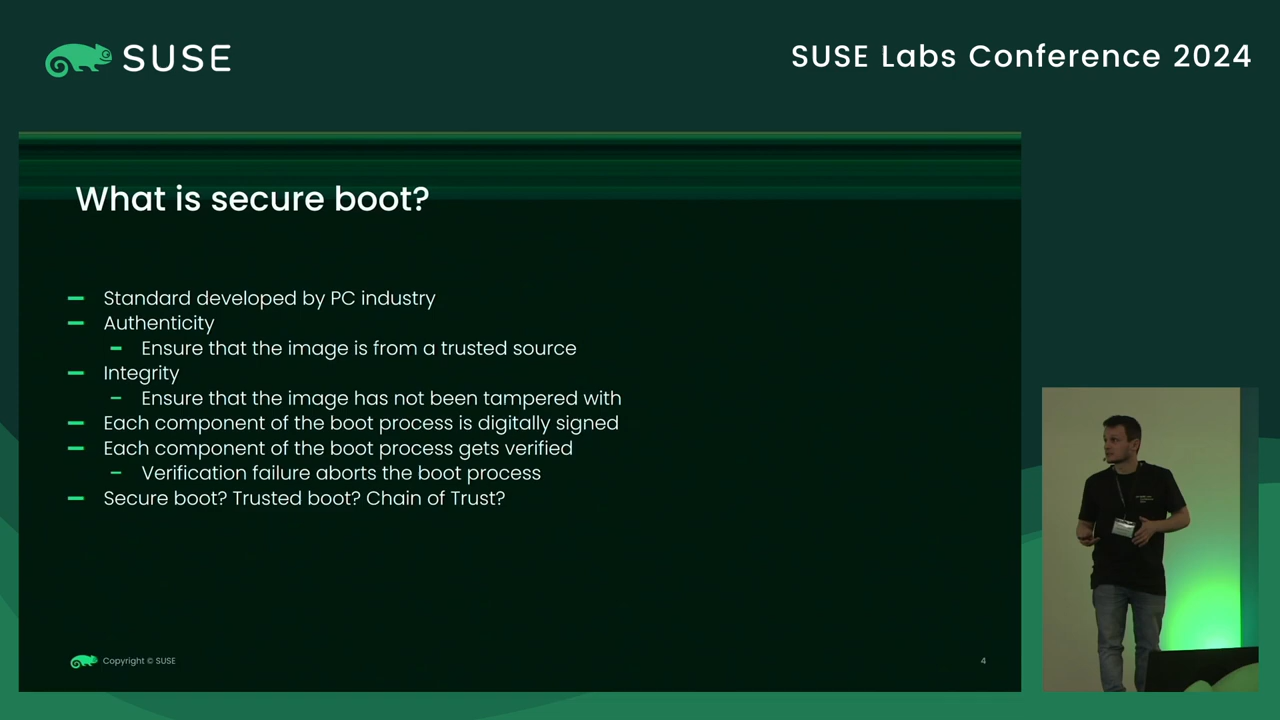 SUSE
SUSE Labs Conference 2024
What is secure boot?
Standard developed by PC industry
Authenticity
Ensure that the image is from a trusted source
Integrity
Ensure that the image has not been tampered with
Each component of the boot process is digitally signed
Each component of the boot process gets verified
Verification failure aborts the boot process
Secure boot? Trusted boot? Chain of Trust?
Copyright © SUSE
4